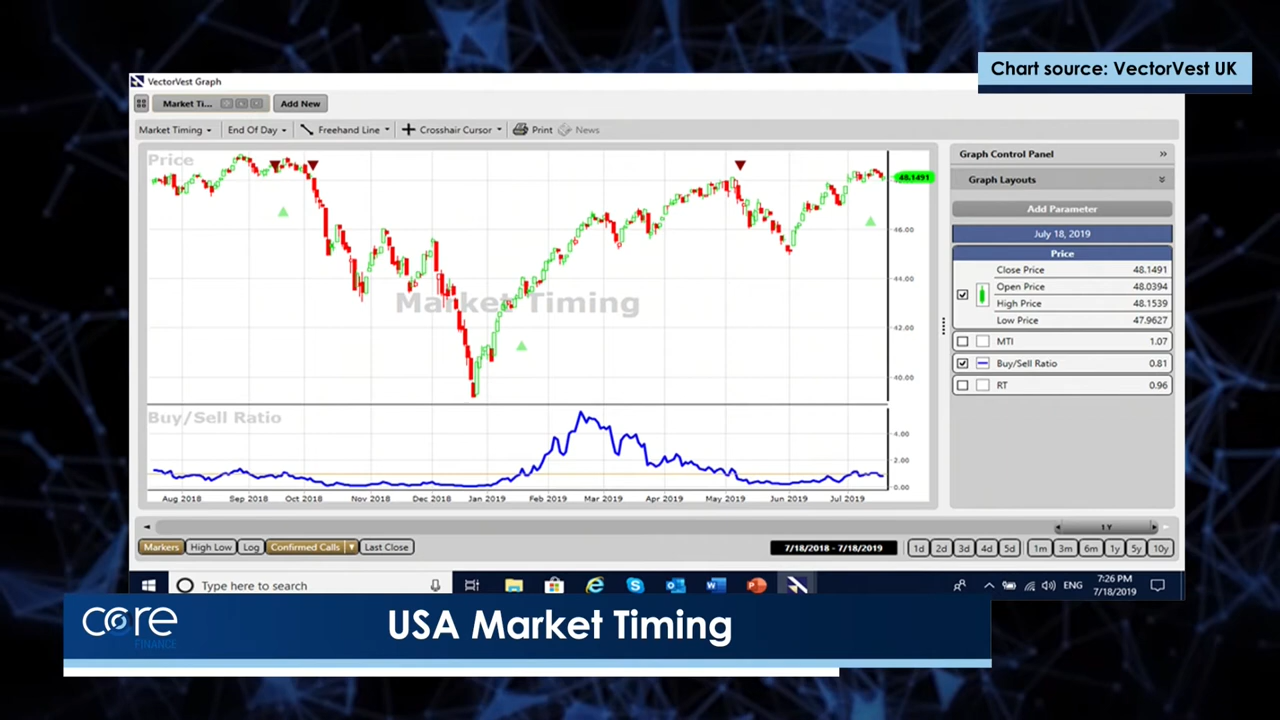 Chart source: VectorVest UK
VectorVest Graph
Market Ti...
Add New
Market Timing
End Of Day
Freehand Line
Crosshair Cursor
Print
News
Price
48.1491
46.00
44.00
42.00
40.00
Market Timing
Buy/Sell Ratio
4.00
2.00
0.00
Aug 2018 Sep 2018 Oct 2018 Nov 2018 Dec 2018 Jan 2019 Feb 2019 Mar 2019 Apr 2019 May 2019 Jun 2019 Jul 2019
Graph Control Panel
Graph Layouts
Add Parameter
July 18, 2019
Price
Close Price 48.1491
Open Price 48.0394
High Price 48.1539
Low Price 47.9627
MTI 1.07
Buy/Sell Ratio 0.81
RT 0.96
1 Y
Markers High Low Log Confirmed Calls Last Close
7/18/2018 - 7/18/2019
1d 2d 3d 4d 5d 1m 3m 6m 1y 5y 10y
Type here to search
ENG
7:26 PM
7/18/2019
core
FINANCE
USA Market Timing